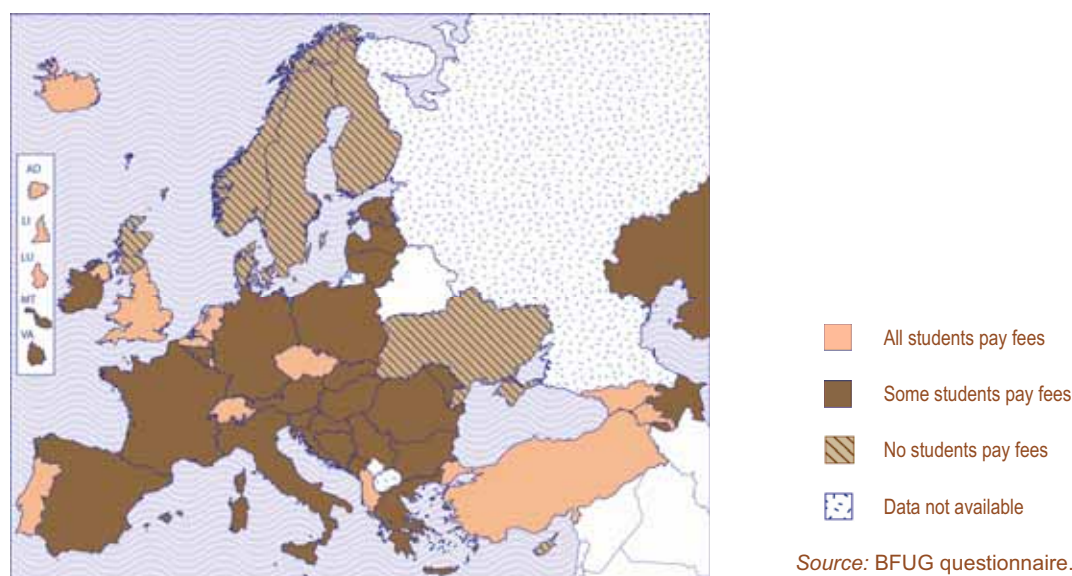 AD
LI
LU
MT
VA
All students pay fees
Some students pay fees
No students pay fees
Data not available
Source: BFUG questionnaire.